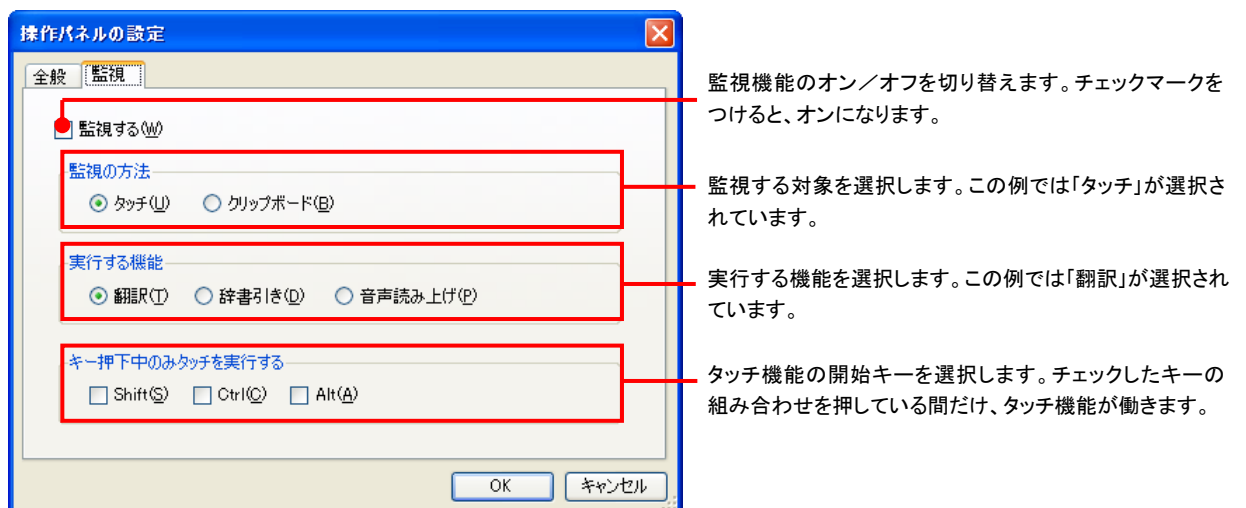 操作パネルの設定
全般 監視
監視する(W)
監視の方法
タッチ(U) クリップボード(B)
実行する機能
翻訳(T) 辞書引き(D) 音声読み上げ(P)
キー押下中のみタッチを実行する
Shift(S) Ctrl(C) Alt(A)
OK キャンセル
監視機能のオン／オフを切り替えます。チェックマークを
つけると、オンになります。
監視する対象を選択します。この例では「タッチ」が選択さ
れています。
実行する機能を選択します。この例では「翻訳」が選択され
ています。
タッチ機能の開始キーを選択します。チェックしたキーの
組み合わせを押している間だけ、タッチ機能が働きます。